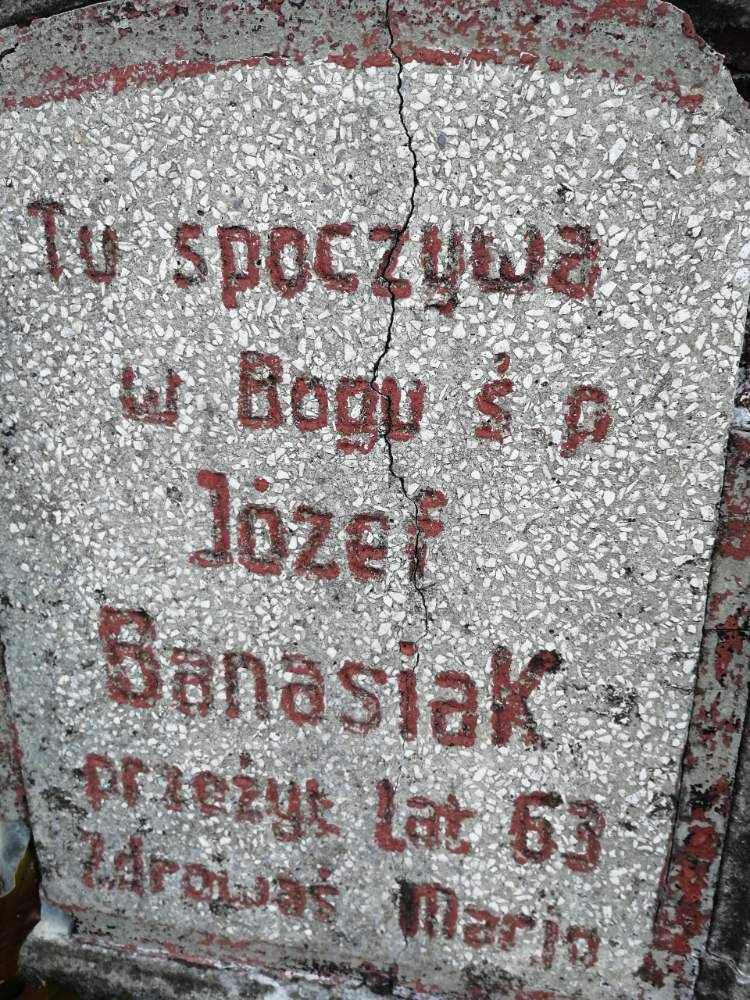 Tu spoczywa
w Bogu ś p
Józef
Banasiak
przeżył lat 63
Zdrowaś Marjo